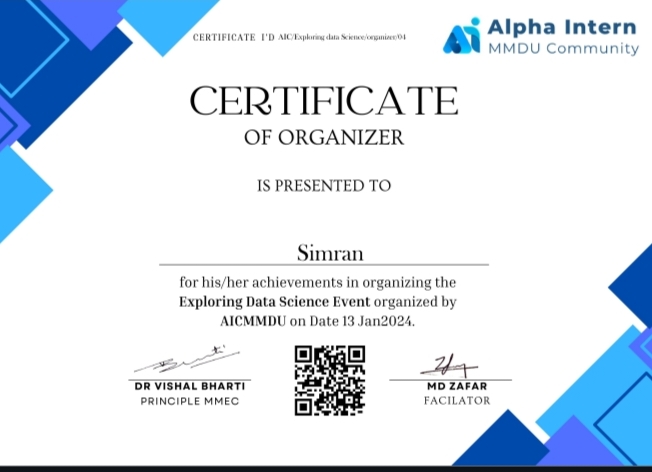 CERTIFICATE I'D AIC/Exploring data Science/organizer/04
Alpha Intern
MMDU Community
CERTIFICATE
OF ORGANIZER
IS PRESENTED TO
Simran
for his/her achievements in organizing the
Exploring Data Science Event organized by
AICMMDU on Date 13 Jan2024.
DR VISHAL BHARTI
PRINCIPLE MMEC
MD ZAFAR
FACILATOR